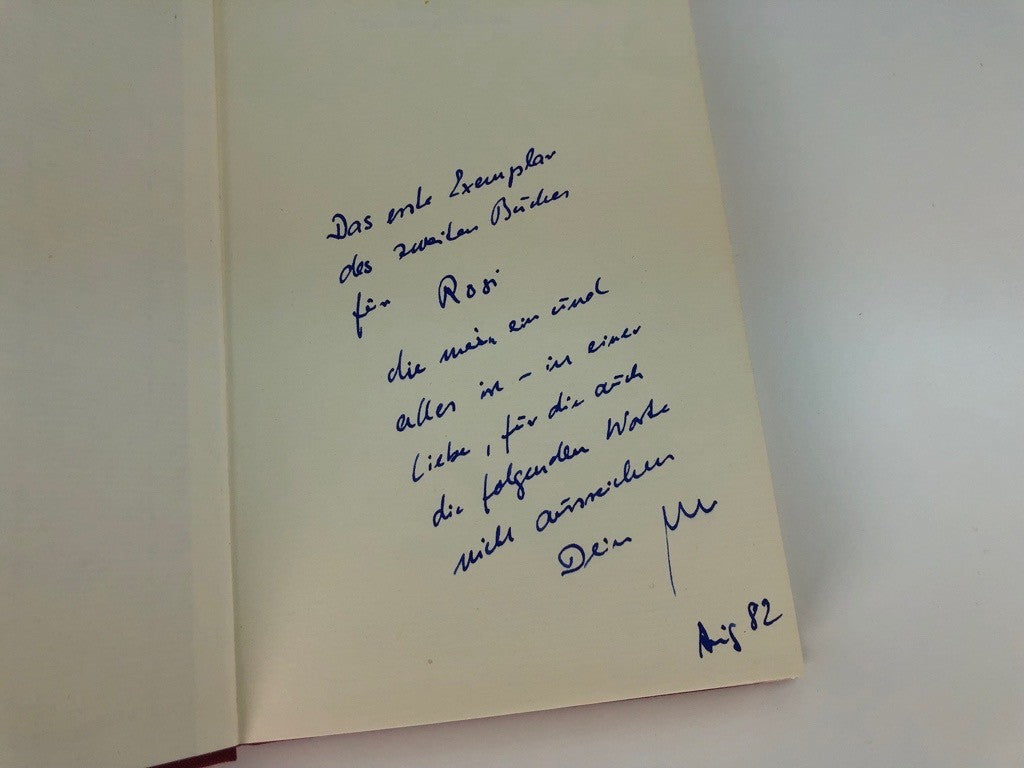 Das erste Exemplar
des zweiten Buches
für Rosi
die mein ein und
alles ist – in einer
Liebe, für die auch
die folgenden Worte
nicht ausreichen
Dein
Aug. 82